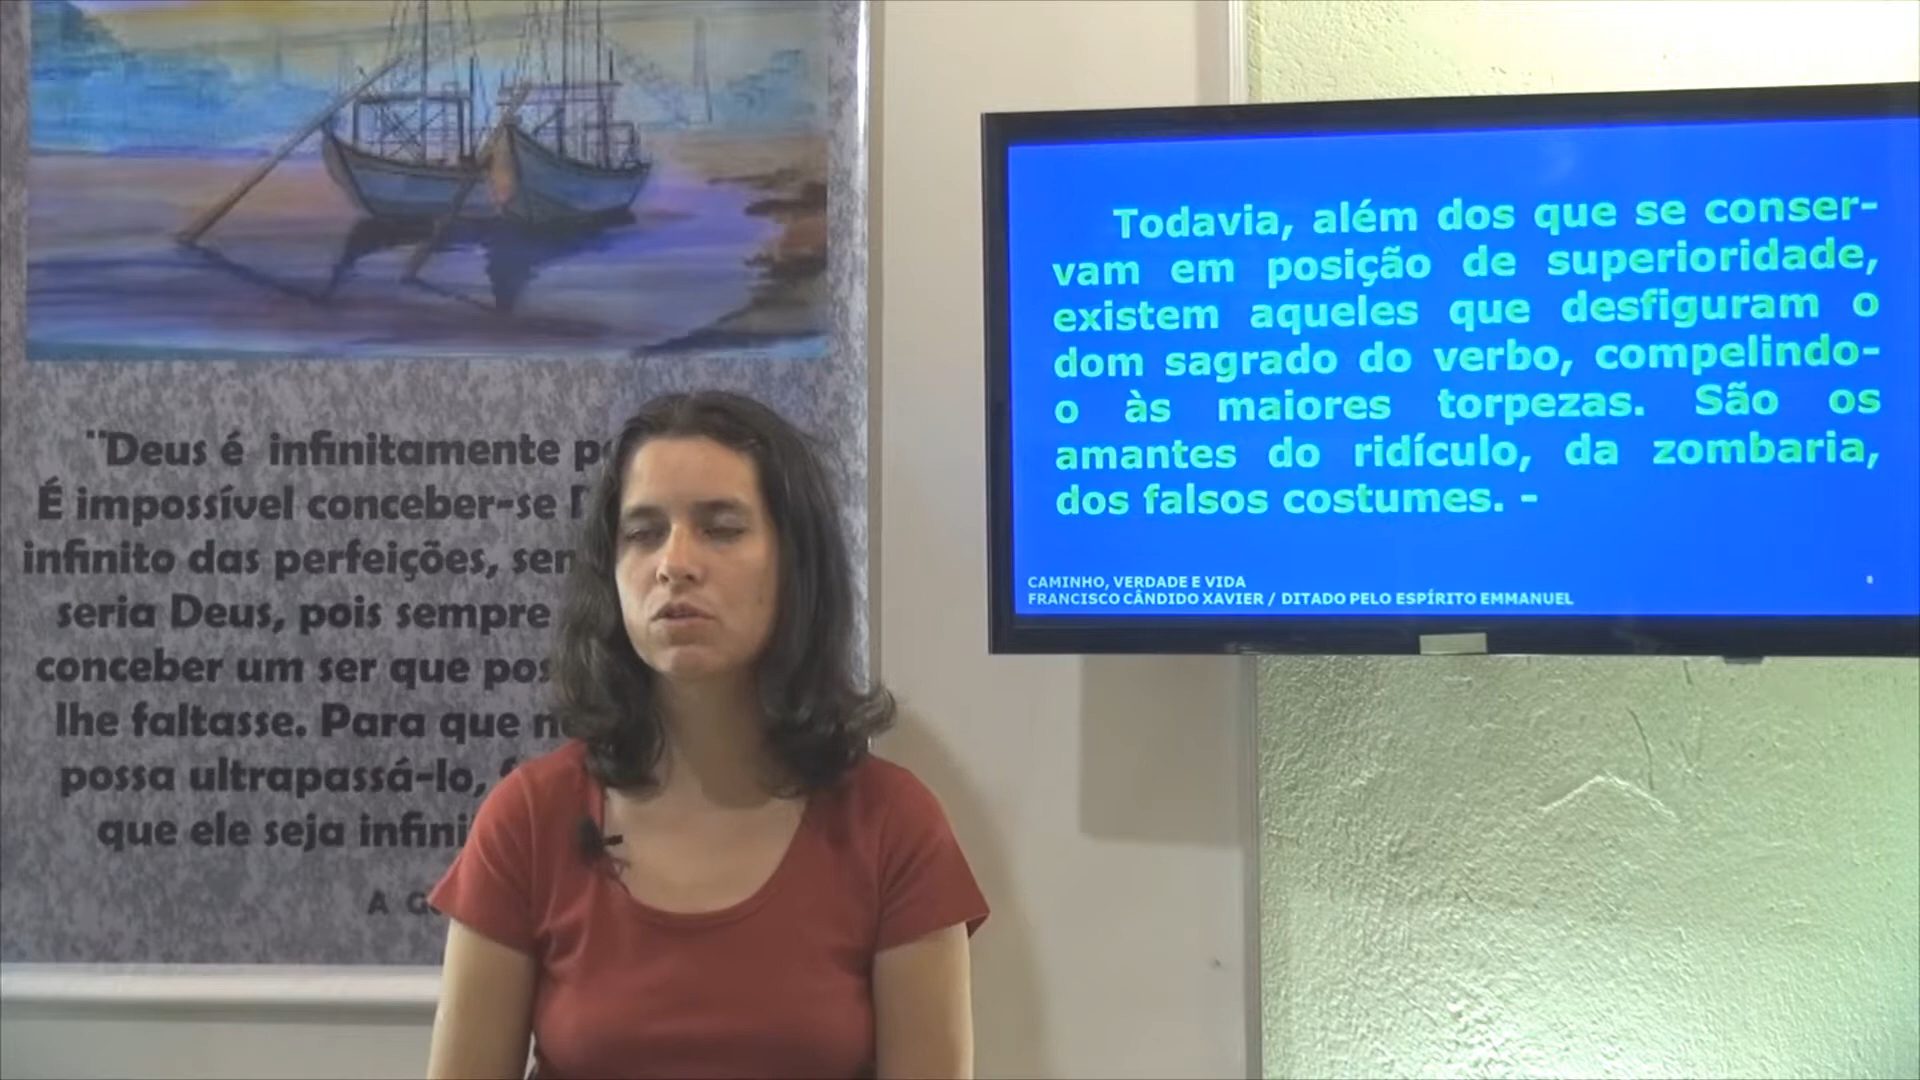 ¨Deus é infinitamente
É impossível conceber-se
infinito das perfeições,
seria Deus, pois sempre
conceber um ser que
lhe faltasse. Para que
possa ultrapassá-lo,
que ele seja
A
Todavia, além dos que se conser-
vam em posição de superioridade,
existem aqueles que desfiguram o
dom sagrado do verbo, compelindo-
o às maiores torpezas. São os
amantes do ridículo, da zombaria,
dos falsos costumes. -
CAMINHO, VERDADE E VIDA
FRANCISCO CÂNDIDO XAVIER / DITADO PELO ESPÍRITO EMMANUEL